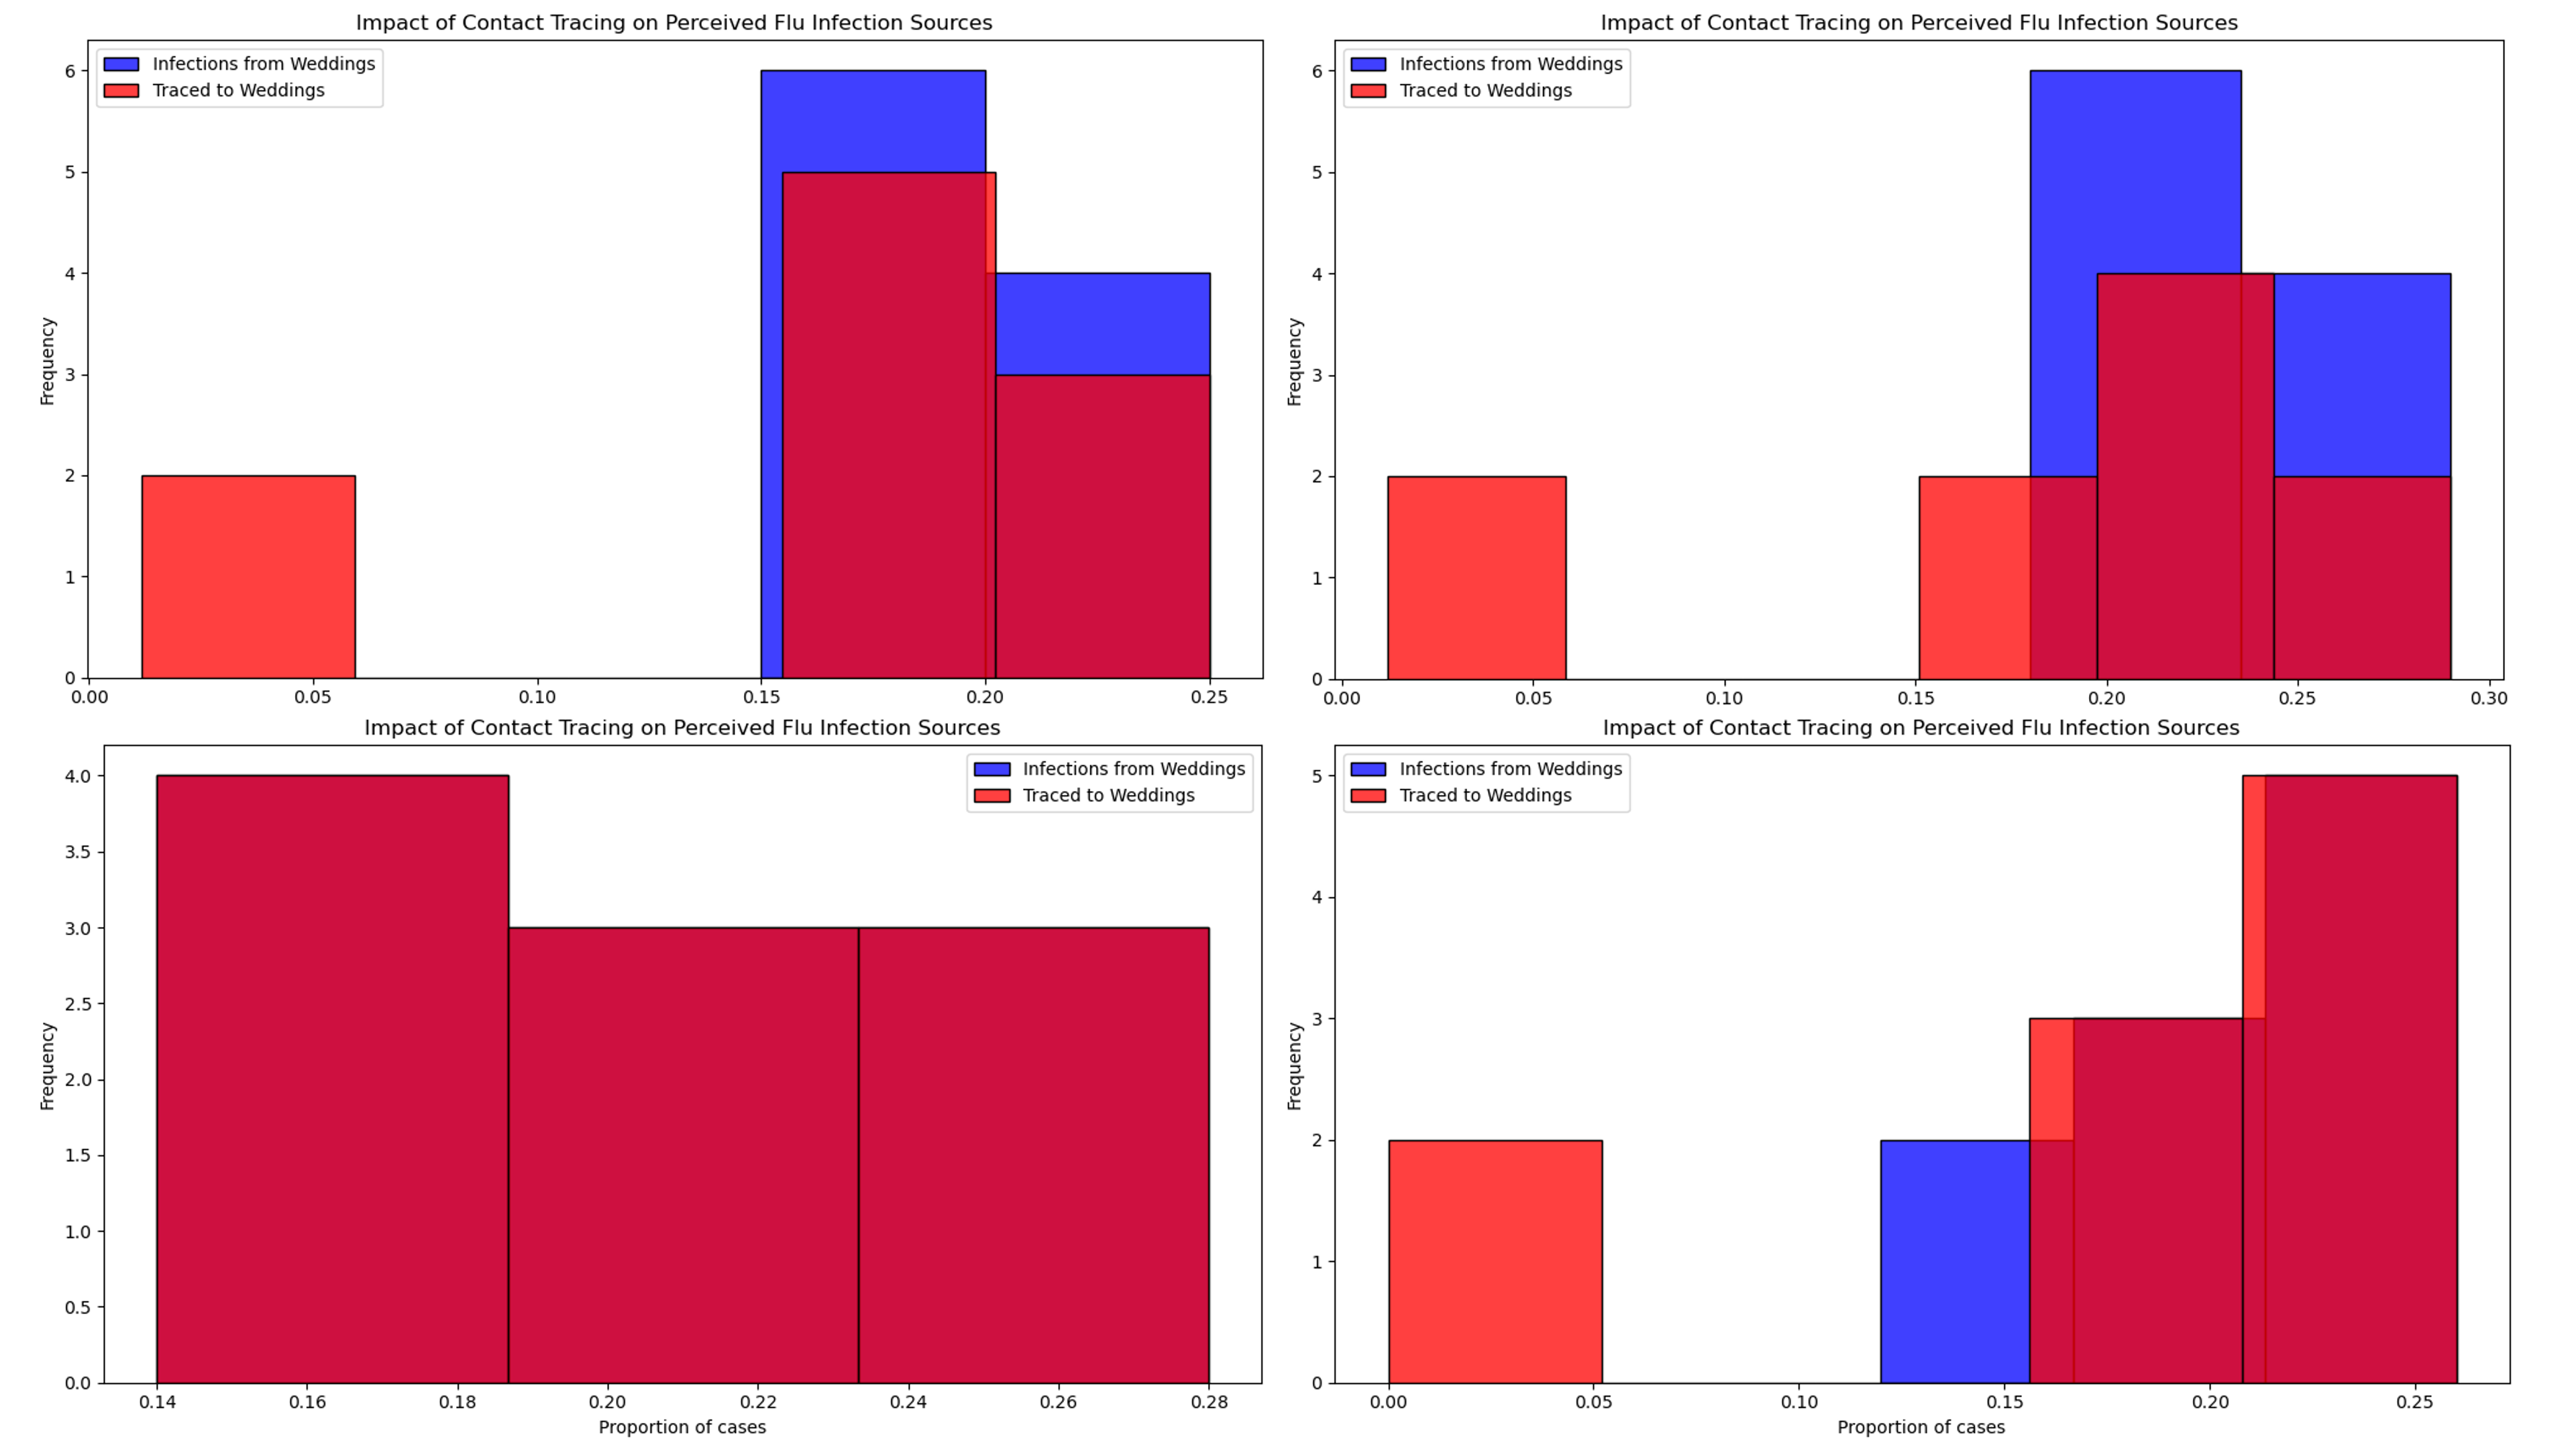 Impact of Contact Tracing on Perceived Flu Infection Sources
Infections from Weddings
Traced to Weddings
Frequency
6
5
4
3
2
1
0
0.00 0.05 0.10 0.15 0.20 0.25
Impact of Contact Tracing on Perceived Flu Infection Sources
Infections from Weddings
Traced to Weddings
Frequency
6
5
4
3
2
1
0
0.00 0.05 0.10 0.15 0.20 0.25 0.30
Impact of Contact Tracing on Perceived Flu Infection Sources
Infections from Weddings
Traced to Weddings
Frequency
4.0
3.5
3.0
2.5
2.0
1.5
1.0
0.5
0.0
0.14 0.16 0.18 0.20 0.22 0.24 0.26 0.28
Proportion of cases
Impact of Contact Tracing on Perceived Flu Infection Sources
Infections from Weddings
Traced to Weddings
Frequency
5
4
3
2
1
0
0.00 0.05 0.10 0.15 0.20 0.25
Proportion of cases